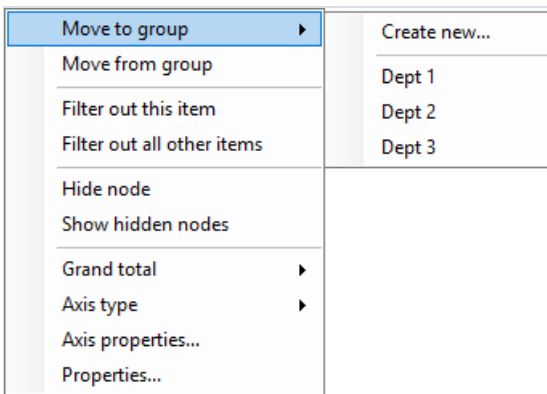 Move to group
Move from group
Filter out this item
Filter out all other items
Hide node
Show hidden nodes
Grand total
Axis type
Axis properties...
Properties...
Create new...
Dept 1
Dept 2
Dept 3